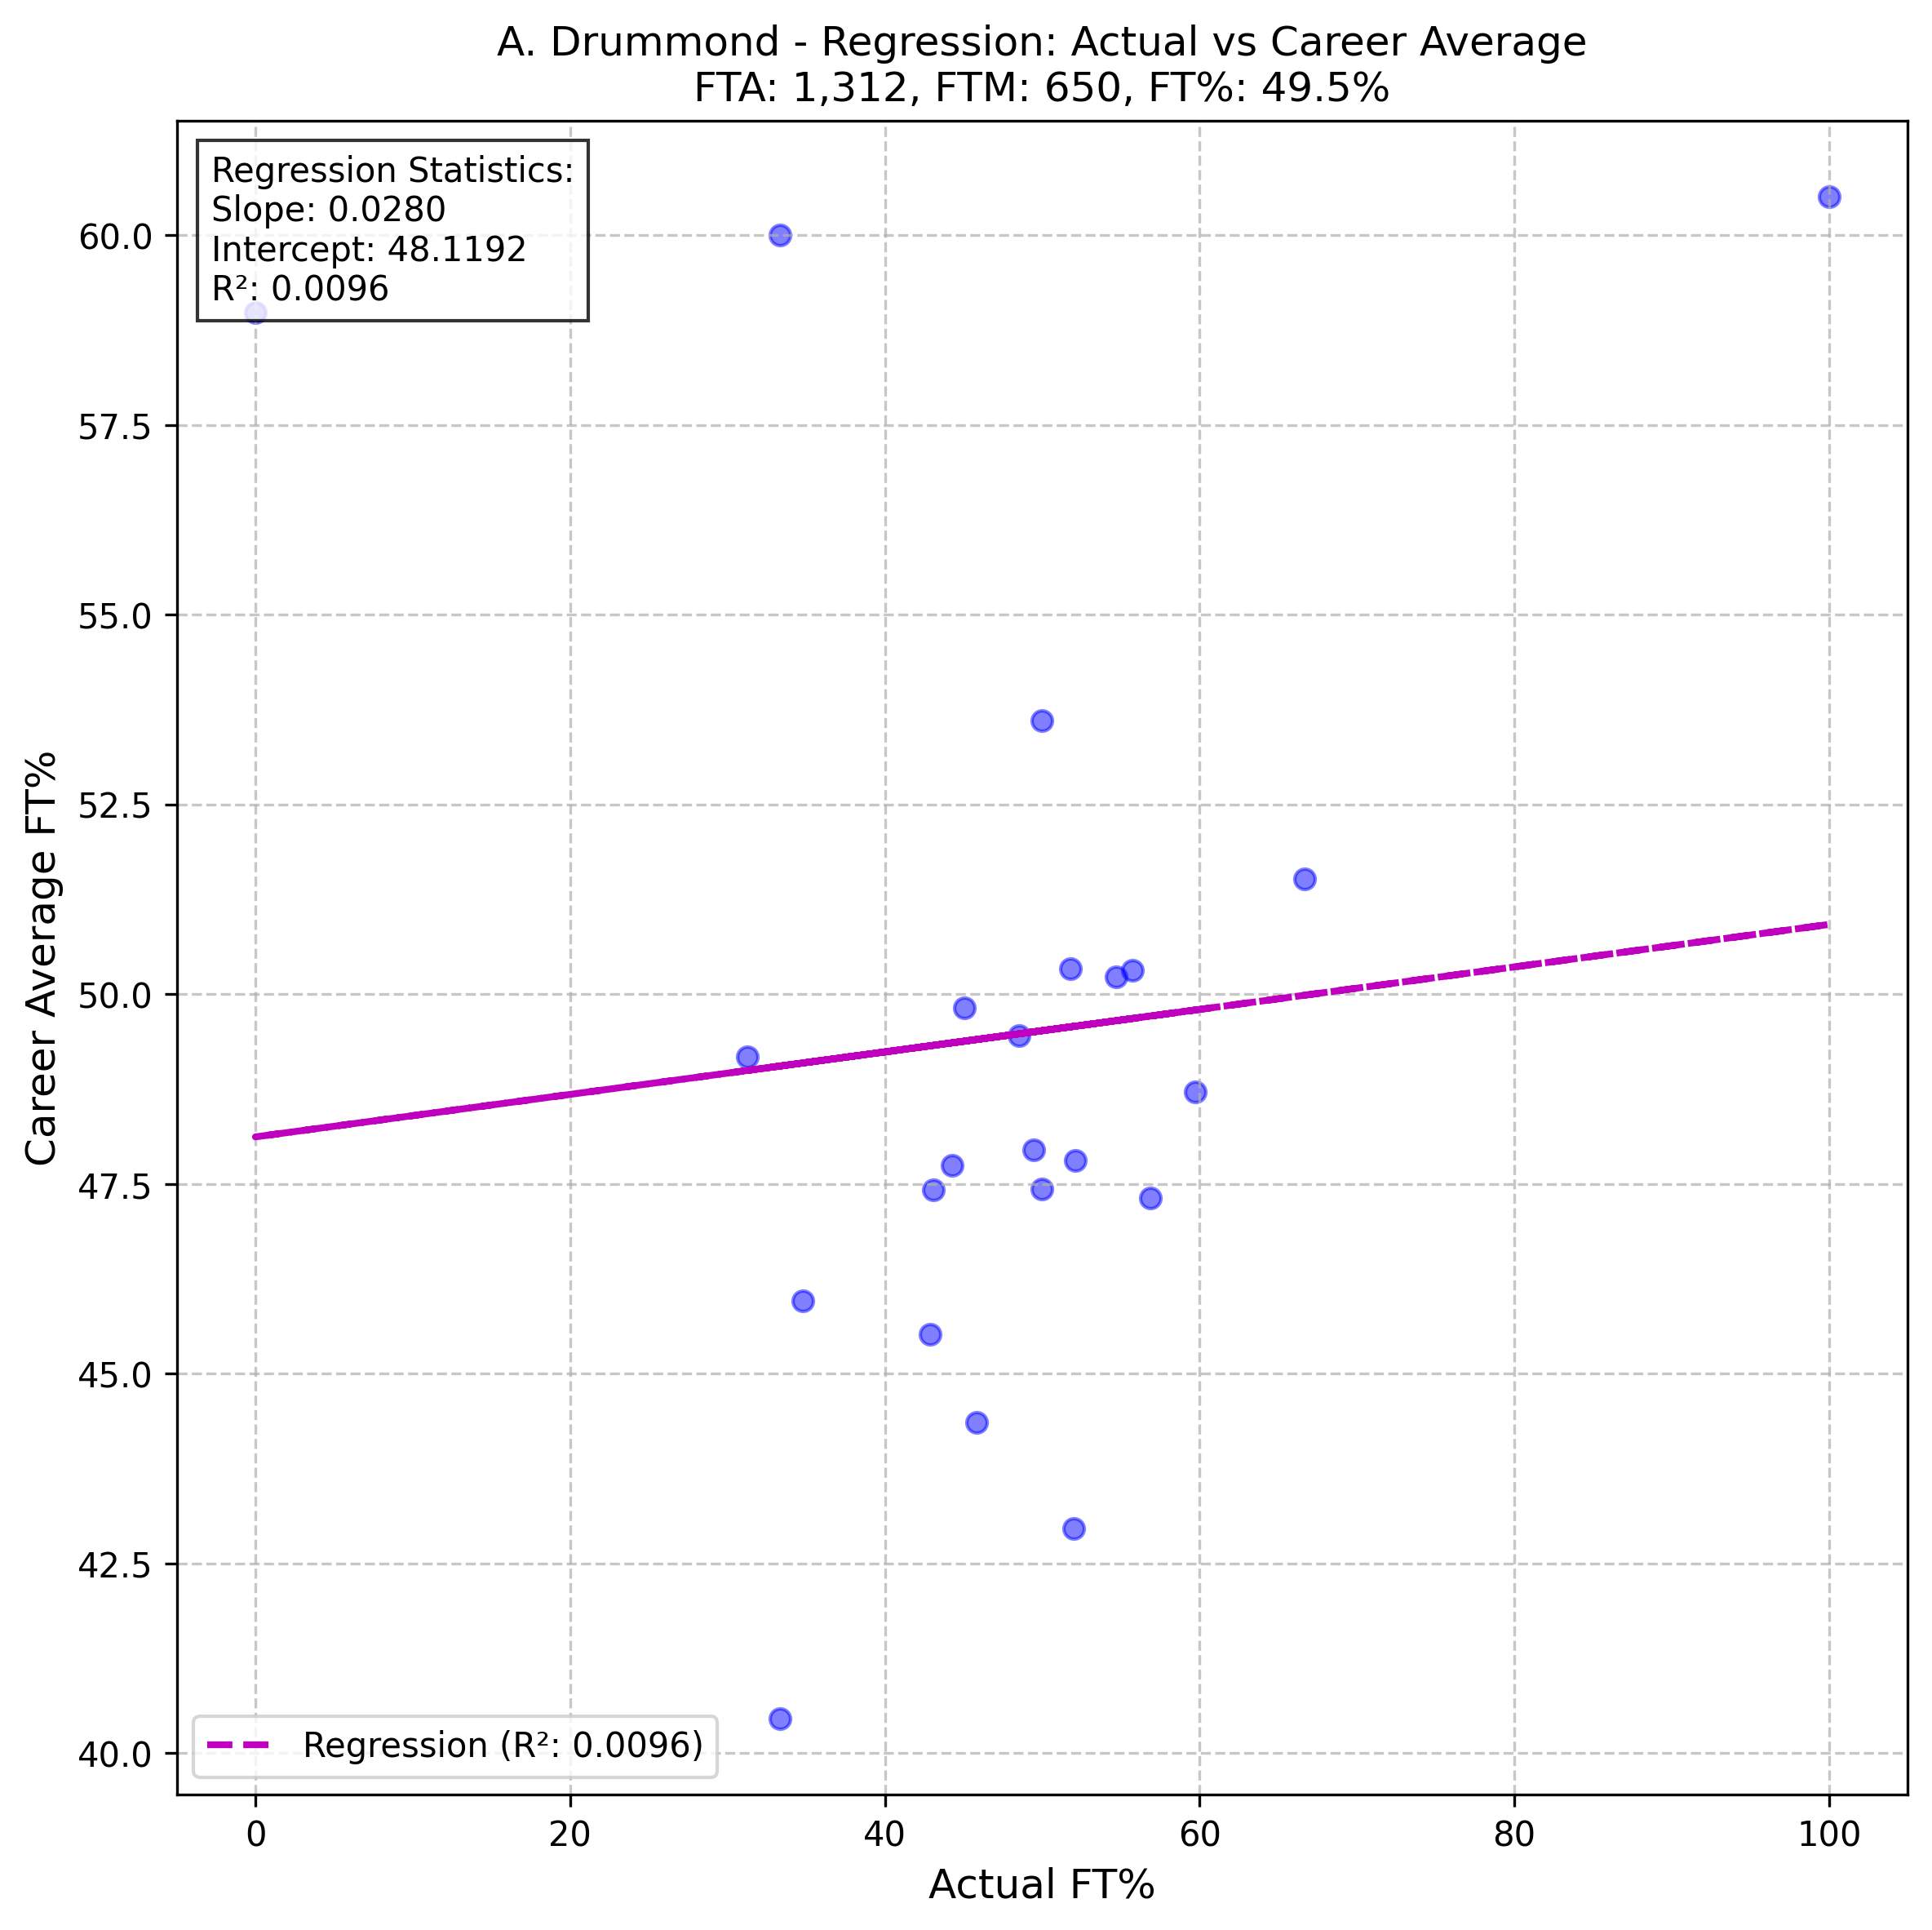 A. Drummond - Regression: Actual vs Career Average
FTA: 1,312, FTM: 650, FT%: 49.5%
Regression Statistics:
Slope: 0.0280
Intercept: 48.1192
R²: 0.0096
60.0
57.5
55.0
52.5
50.0
47.5
45.0
42.5
40.0
Career Average FT%
Regression (R²: 0.0096)
0 20 40 60 80 100
Actual FT%